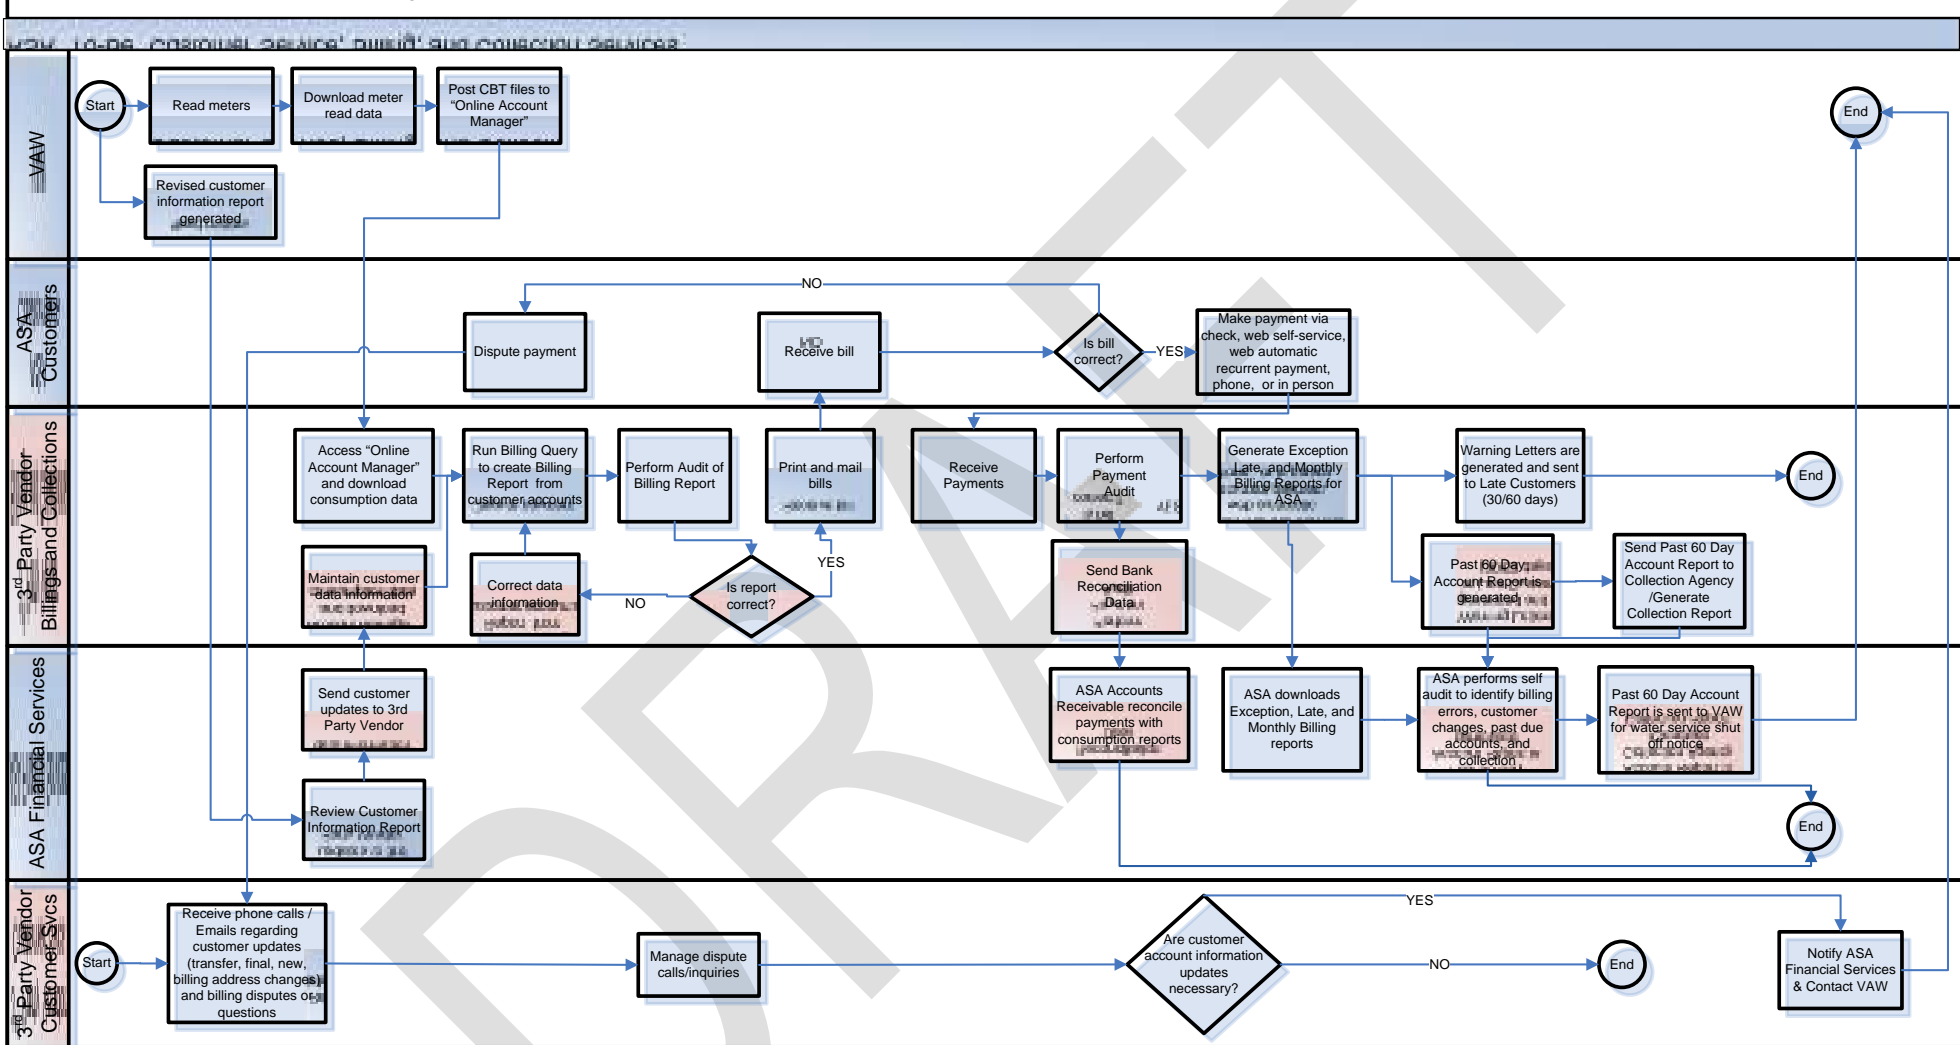 VAW
Start
Read meters
Download meter
read data
Post CBT files to
“Online Account
Manager”
End
Revised customer
information report
generated
ASA
Customers
NO
Dispute payment
Receive bill
Is bill
correct?
YES
Make payment via
check, web self-service,
web automatic
recurrent payment,
phone, or in person
3rd Party Vendor
Billings and Collections
Access “Online
Account Manager”
and download
consumption data
Run Billing Query
to create Billing
Report from
customer accounts
Perform Audit of
Billing Report
Print and mail
bills
Receive
Payments
Perform
Payment
Audit
Generate Exception
Late, and Monthly
Billing Reports for
ASA
Warning Letters are
generated and sent
to Late Customers
(30/60 days)
End
Maintain customer
data information
Correct data
information
NO
Is report
correct?
YES
Send Bank
Reconciliation
Data
Past 60 Day
Account Report is
generated
Send Past 60 Day
Account Report to
Collection Agency
/Generate
Collection Report
ASA Financial Services
Send customer
updates to 3rd
Party Vendor
ASA Accounts
Receivable reconcile
payments with
consumption reports
ASA downloads
Exception, Late, and
Monthly Billing
reports
ASA performs self
audit to identify billing
errors, customer
changes, past due
accounts, and
collection
Past 60 Day Account
Report is sent to VAW
for water service shut
off notice
Review Customer
Information Report
End
3rd Party Vendor
Customer Svcs
Start
Receive phone calls /
Emails regarding
customer updates
(transfer, final, new,
billing address changes)
and billing disputes or
questions
Manage dispute
calls/inquiries
Are customer
account information
updates
necessary?
YES
NO
End
Notify ASA
Financial Services
& Contact VAW
DRAFT